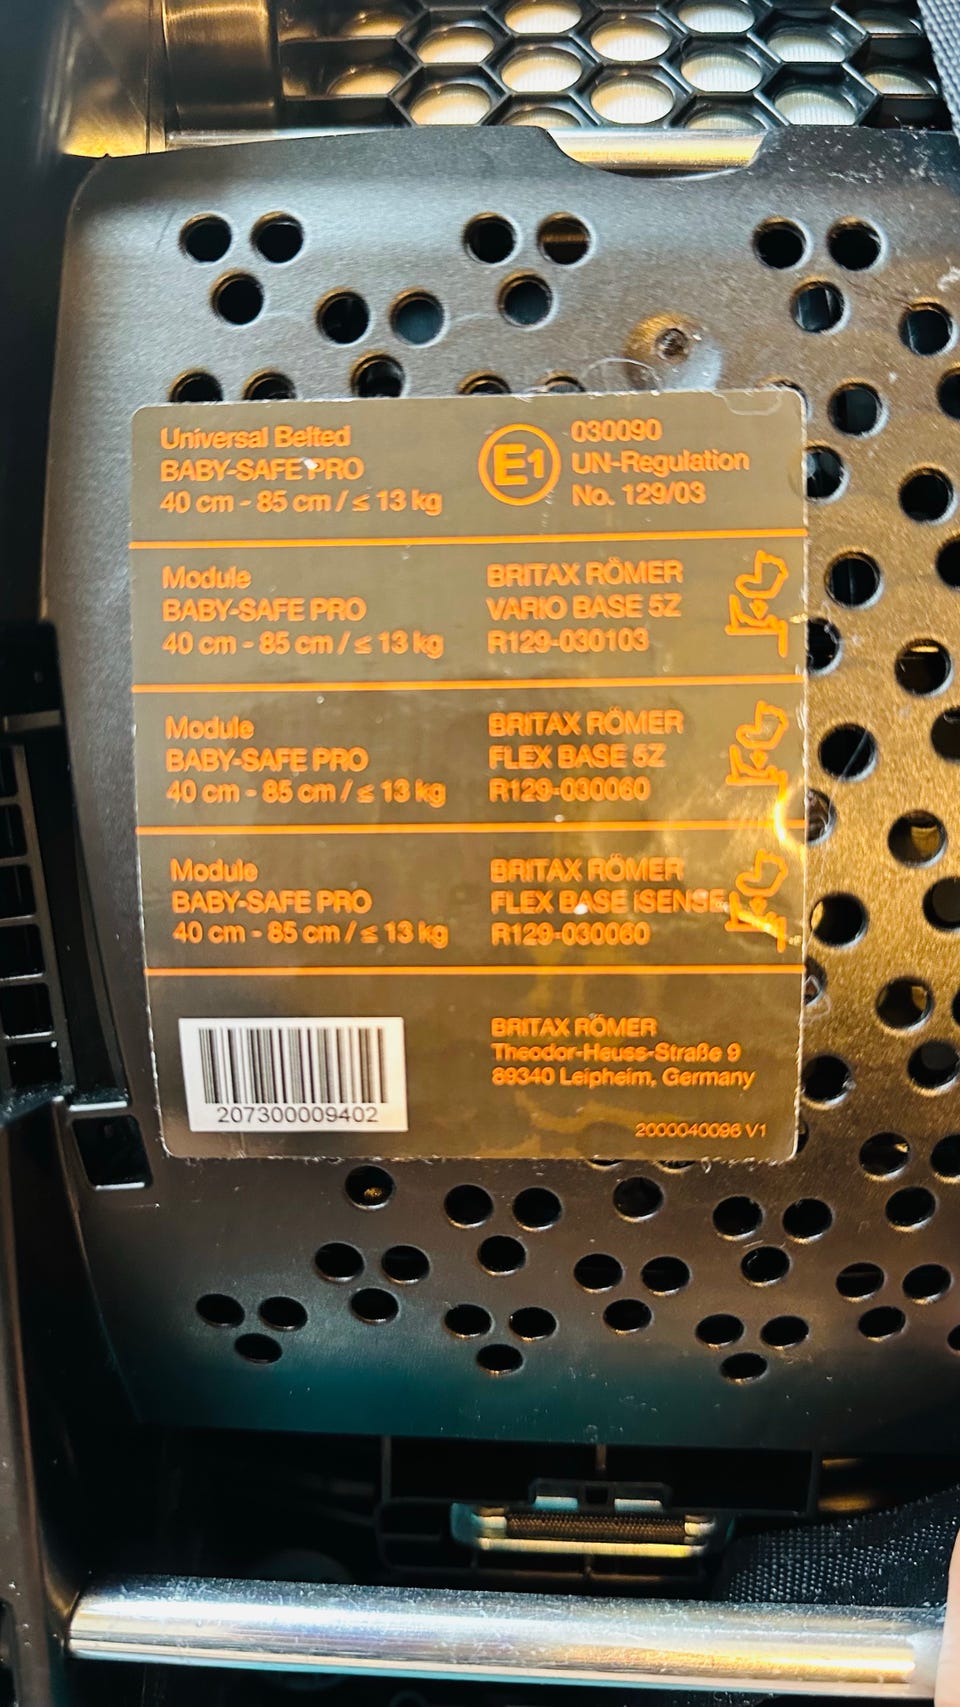 Universal Belted
BABY-SAFE PRO
40 cm - 85 cm / ≤ 13 kg
E1
030090
UN-Regulation
No. 129/03
Module
BABY-SAFE PRO
40 cm - 85 cm / ≤ 13 kg
BRITAX RÖMER
VARIO BASE 5Z
R129-030103
Module
BABY-SAFE PRO
40 cm - 85 cm / ≤ 13 kg
BRITAX RÖMER
FLEX BASE 5Z
R129-030060
Module
BABY-SAFE PRO
40 cm - 85 cm / ≤ 13 kg
BRITAX RÖMER
FLEX BASE iSENSE
R129-030060
207300009402
BRITAX RÖMER
Theodor-Heuss-Straße 9
89340 Leipheim, Germany
2000040096 V1